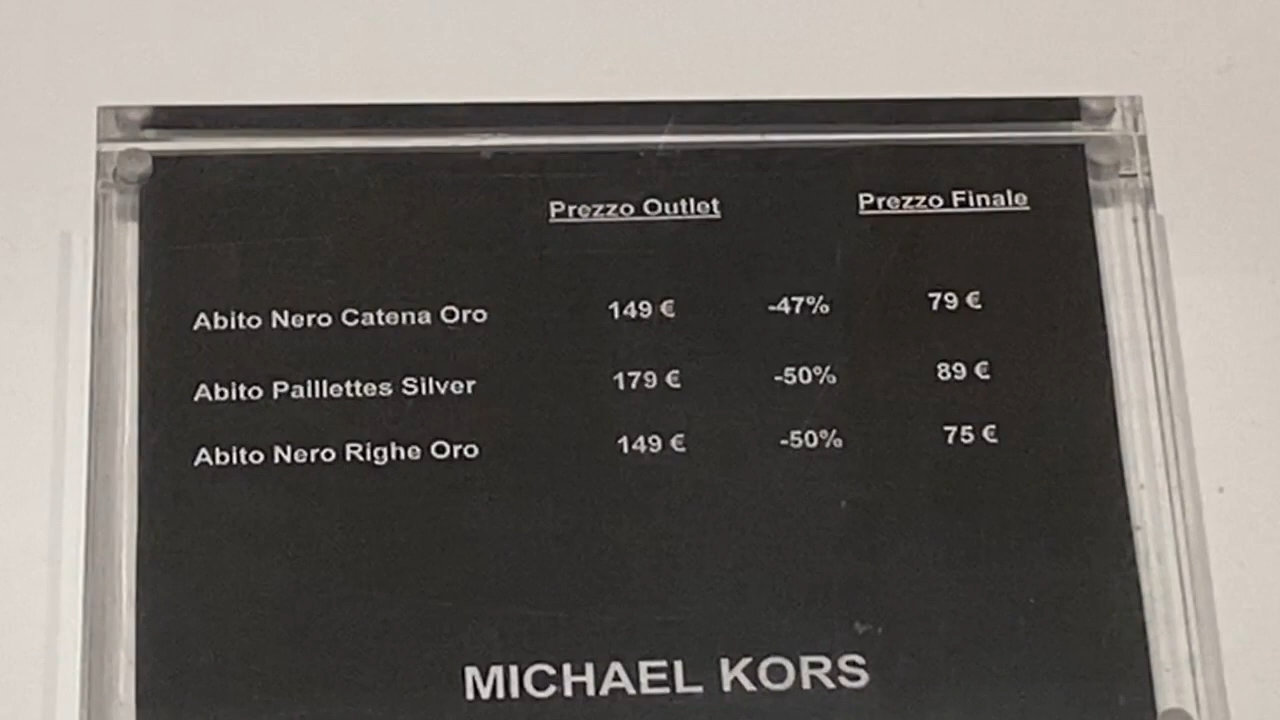 Prezzo Outlet Prezzo Finale
Abito Nero Catena Oro 149 € -47% 79 €
Abito Paillettes Silver 179 € -50% 89 €
Abito Nero Righe Oro 149 € -50% 75 €
MICHAEL KORS